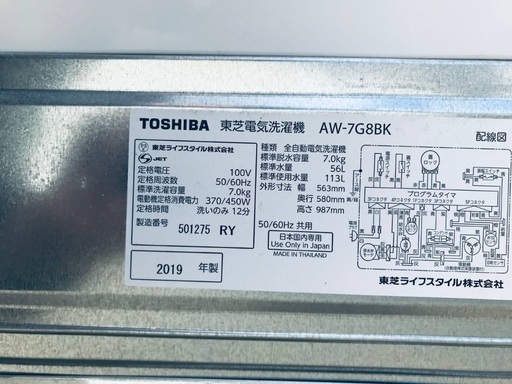 TOSHIBA 東芝電気洗濯機 AW-7G8BK
配線図
東芝ライフスタイル株式会社
JET
定格電圧 100V
定格周波数 50/60Hz
標準洗濯容量 7.0kg
電動機定格消費電力 370/450W
定格時間 洗いのみ 12分
製造番号 501275 RY
2019 年製
種類 全自動電気洗濯機
標準脱水容量 7.0kg
標準水量 56L
標準使用水量 113L
外形寸法 幅 563mm
奥行 580mm
高さ 987mm
50/60Hz 共用
日本国内専用
Use Only in Japan
MADE IN THAILAND
蓋
ロック
プログラムタイマ
東芝ライフスタイル株式会社